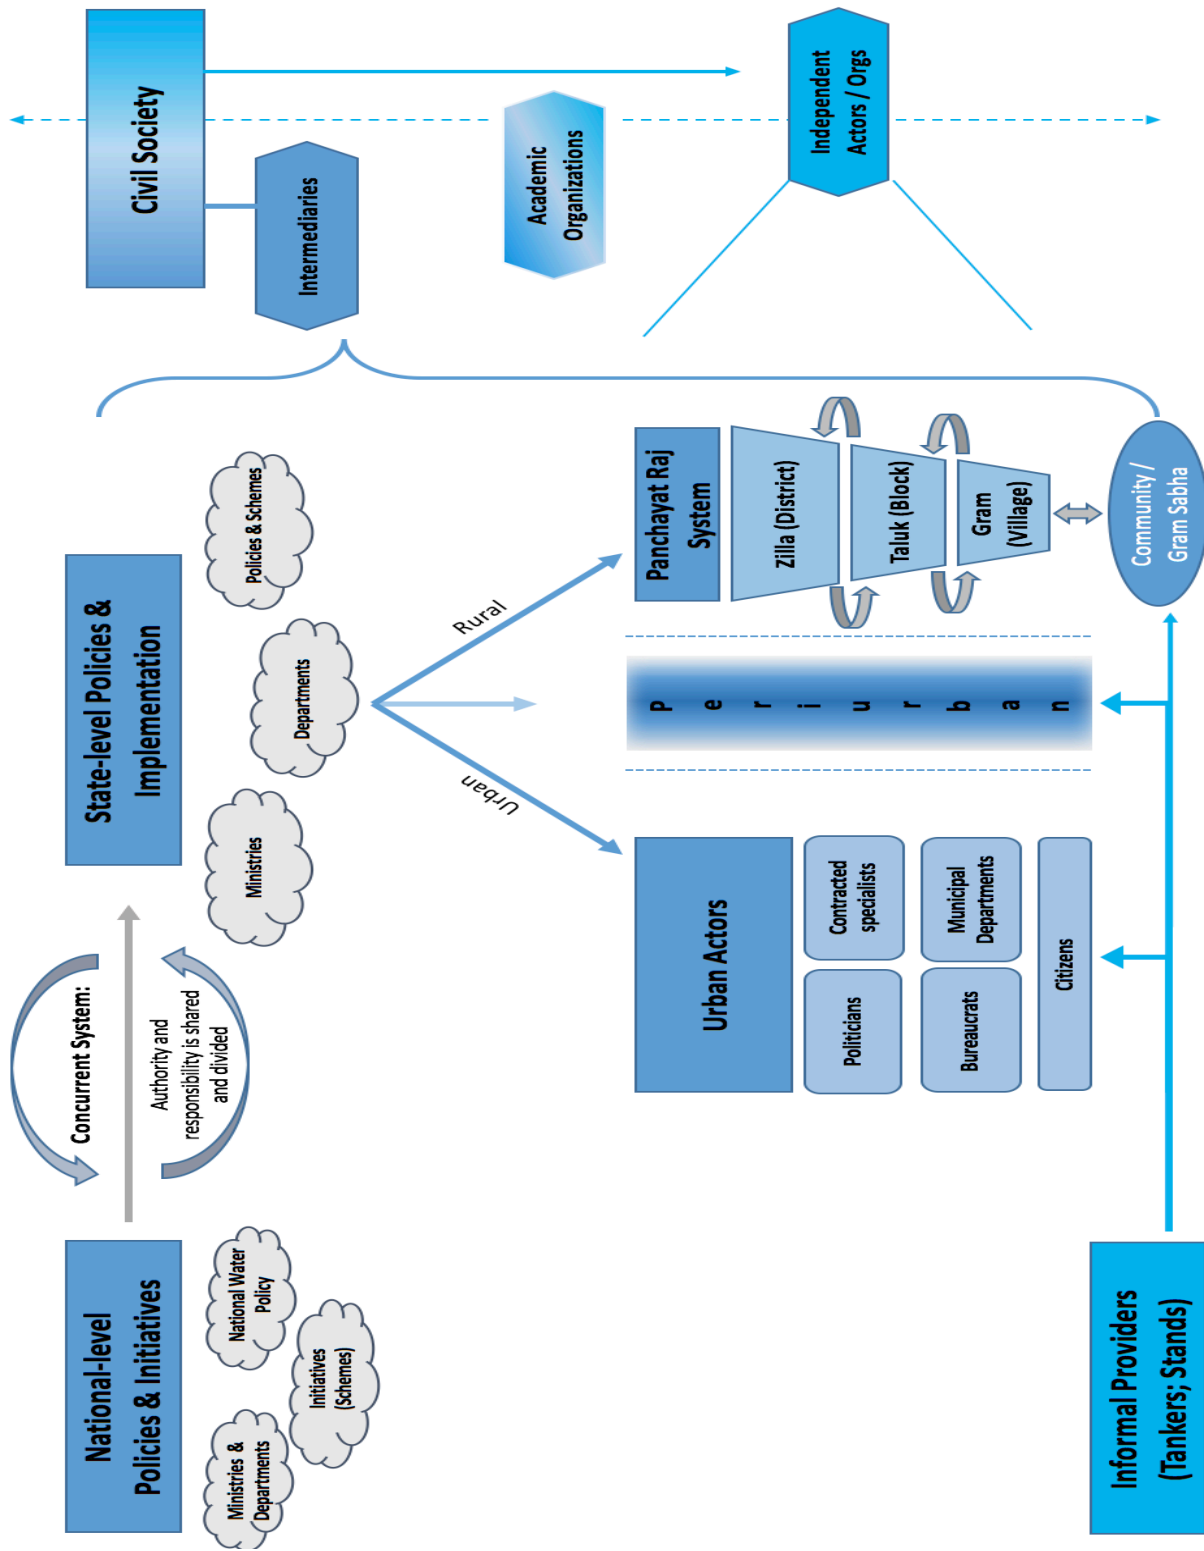 National-level
Policies & Initiatives
Ministries &
Departments
National Water
Policy
Initiatives
(Schemes)
Concurrent System:
Authority and
responsibility is shared
and divided
State-level Policies &
Implementation
Ministries
Departments
Policies & Schemes
Civil Society
Intermediaries
Academic
Organizations
Independent
Actors / Orgs
Urban
Rural
Urban Actors
Politicians
Contracted
specialists
Bureaucrats
Municipal
Departments
Citizens
P
e
r
i
u
r
b
a
n
Panchayat Raj
System
Zilla (District)
Taluk (Block)
Gram
(Village)
Community /
Gram Sabha
Informal Providers
(Tankers; Stands)